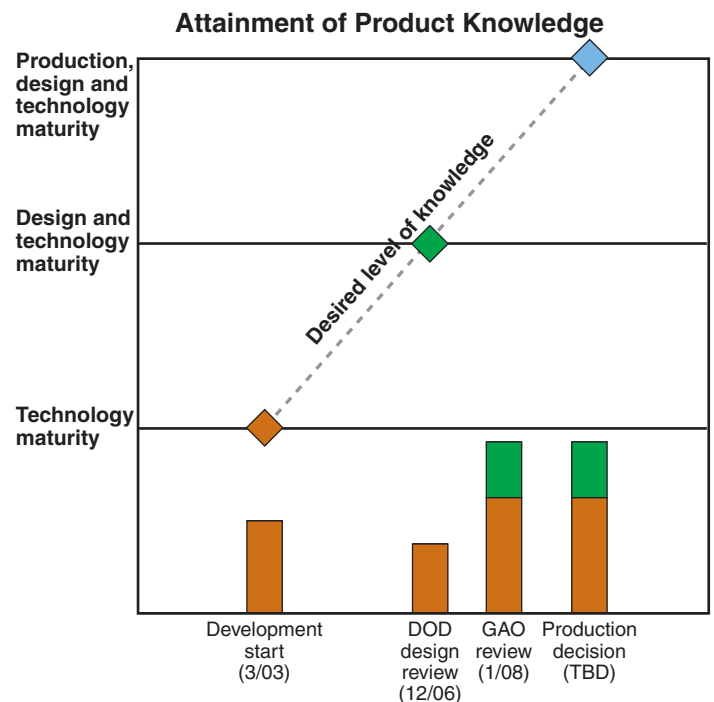 Attainment of Product Knowledge
Production,
design and
technology
maturity
Design and
technology
maturity
Technology
maturity
Desired level of knowledge
Development
start
(3/03)
DOD
design
review
(12/06)
GAO
review
(1/08)
Production
decision
(TBD)